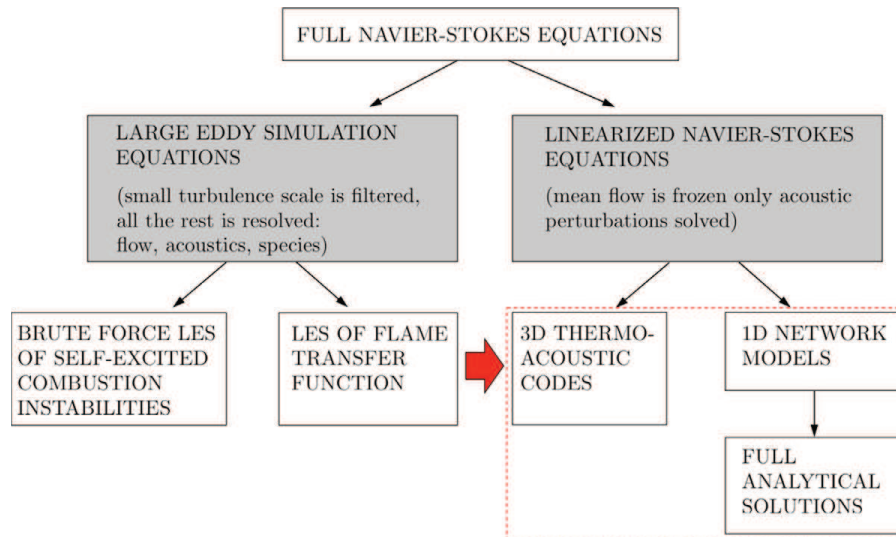 FULL NAVIER-STOKES EQUATIONS
LARGE EDDY SIMULATION
EQUATIONS
(small turbulence scale is filtered,
all the rest is resolved:
flow, acoustics, species)
LINEARIZED NAVIER-STOKES
EQUATIONS
(mean flow is frozen only acoustic
perturbations solved)
BRUTE FORCE LES
OF SELF-EXCITED
COMBUSTION
INSTABILITIES
LES OF FLAME
TRANSFER
FUNCTION
3D THERMO-
ACOUSTIC
CODES
1D NETWORK
MODELS
FULL
ANALYTICAL
SOLUTIONS